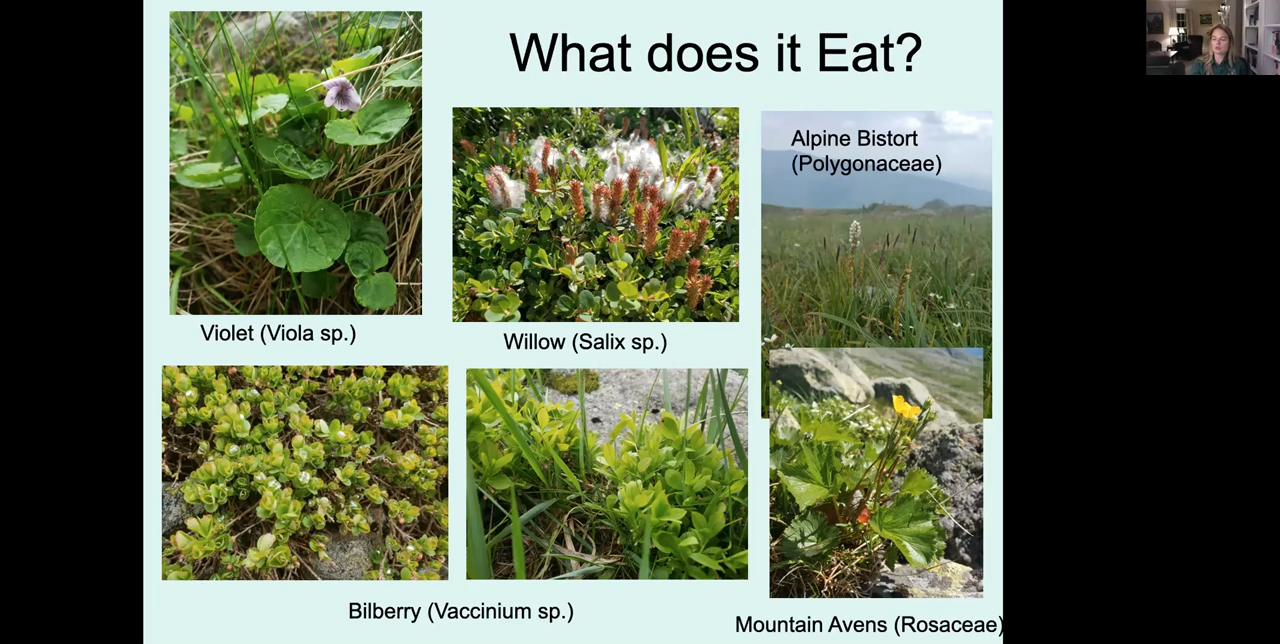 What does it Eat?
Alpine Bistort
(Polygonaceae)
Violet (Viola sp.)
Willow (Salix sp.)
Bilberry (Vaccinium sp.)
Mountain Avens (Rosaceae)